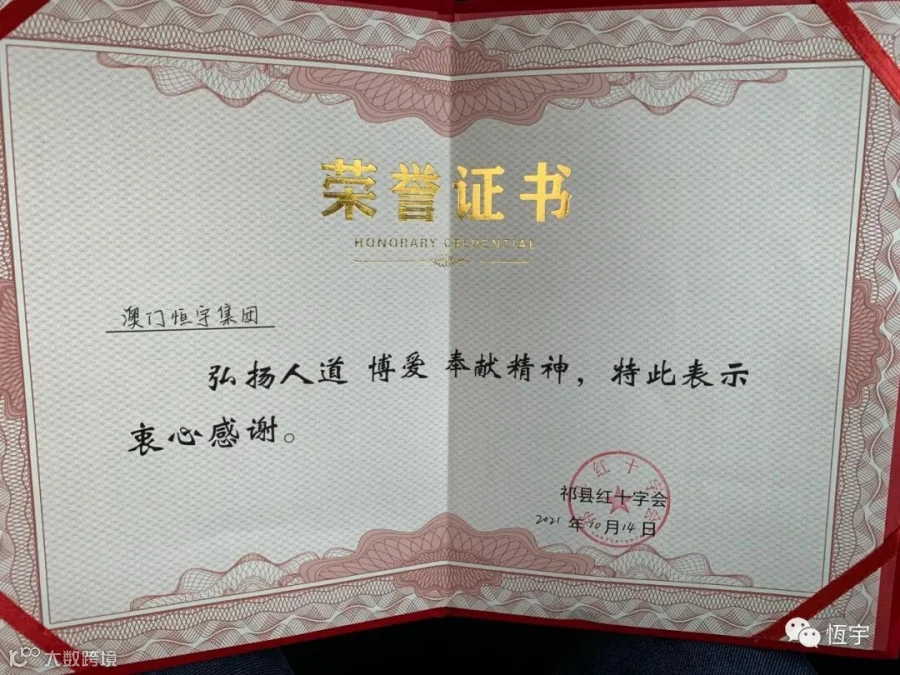 荣誉证书
HONORARY CREDENTIAL
澳门恒宇集团
弘扬人道 博爱 奉献精神，特此表示
衷心感谢。
祁县红十字会
2021年10月14日
恆宇
大数跨境